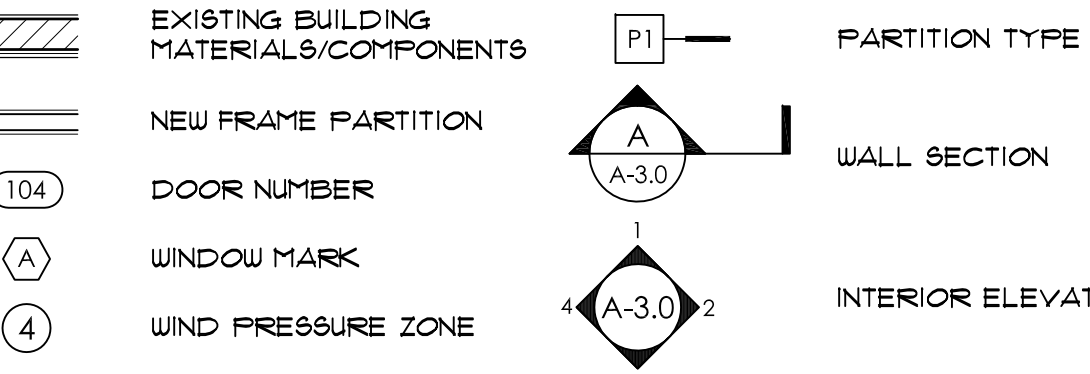 EXISTING BUILDING
MATERIALS/COMPONENTS
NEW FRAME PARTITION
104
DOOR NUMBER
A
WINDOW MARK
4
WIND PRESSURE ZONE
P1
PARTITION TYPE
A
A-3.0
WALL SECTION
1
4 A-3.0 2
INTERIOR ELEVAT